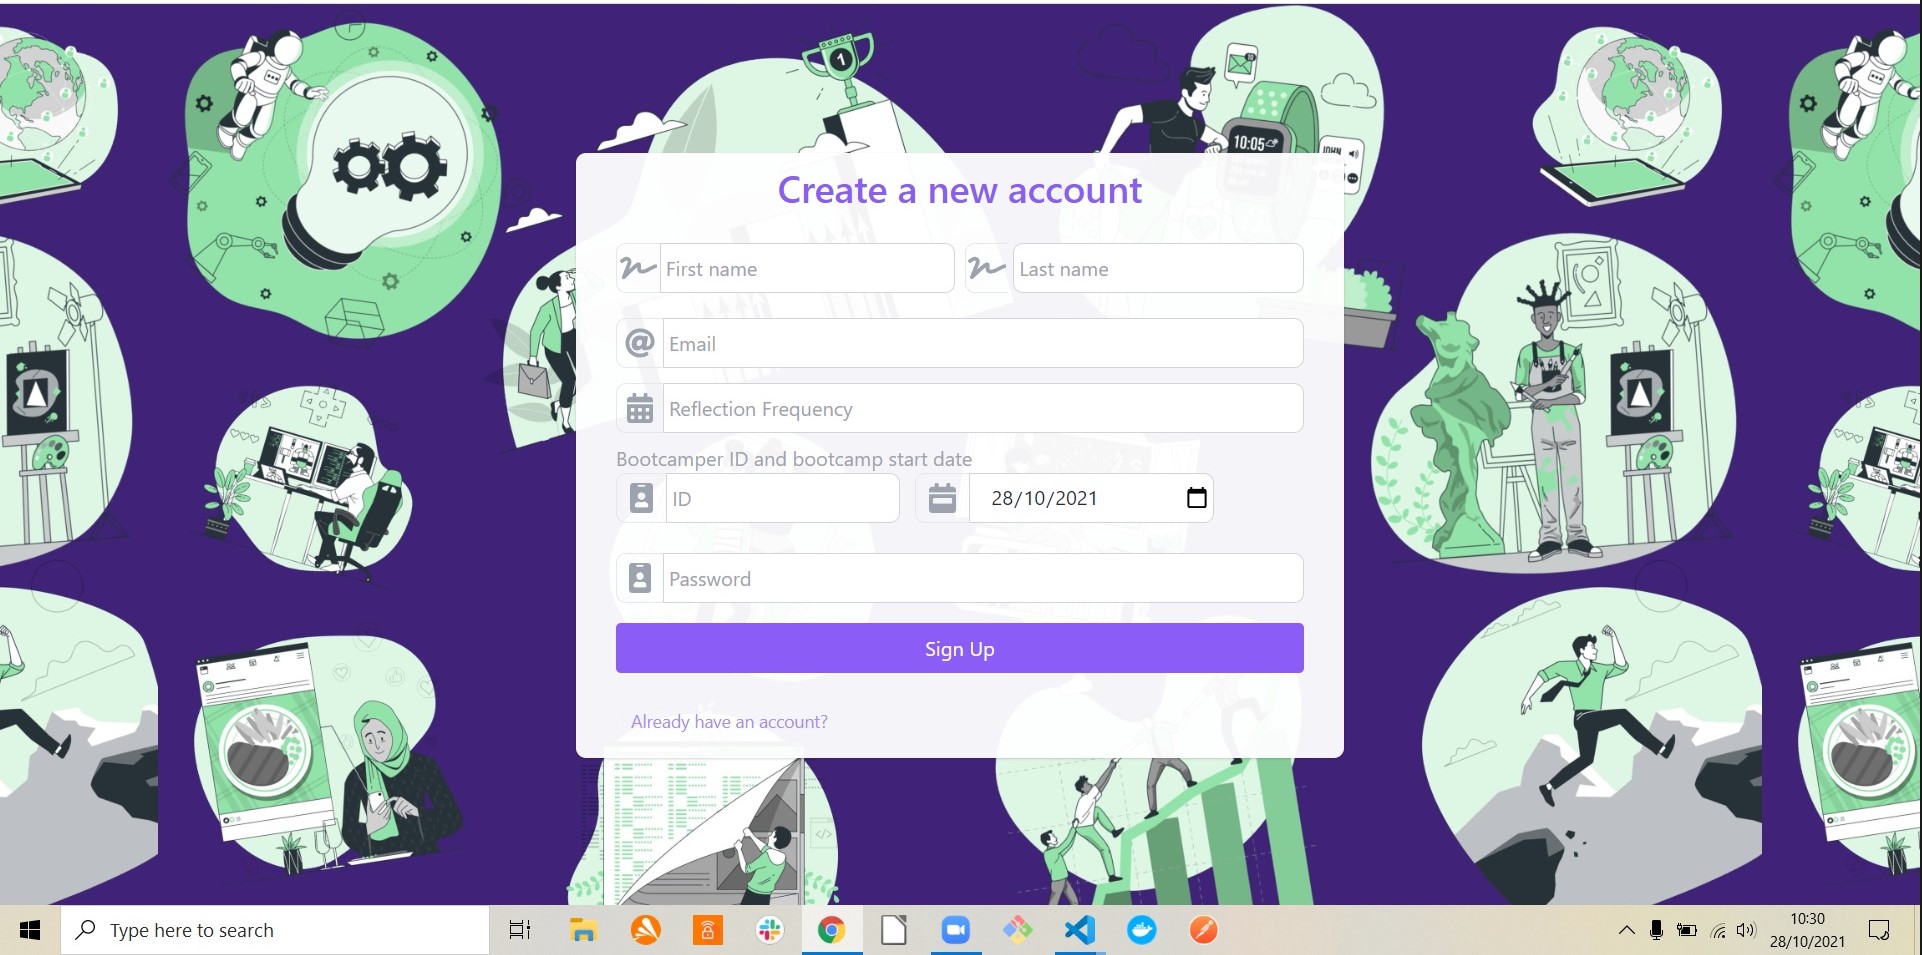 1
10:05
JOHN
Create a new account
First name
Last name
Email
Reflection Frequency
Bootcamper ID and bootcamp start date
ID
28/10/2021
Password
Sign Up
Already have an account?
Type here to search
10:30
28/10/2021